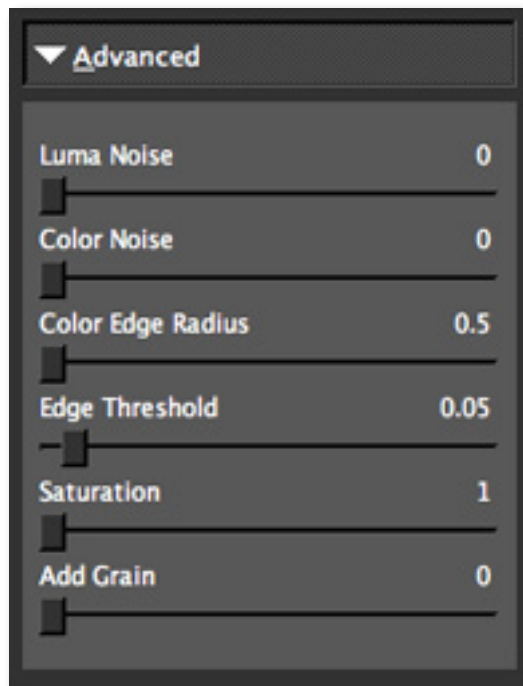 Advanced
Luma Noise 0
Color Noise 0
Color Edge Radius 0.5
Edge Threshold 0.05
Saturation 1
Add Grain 0